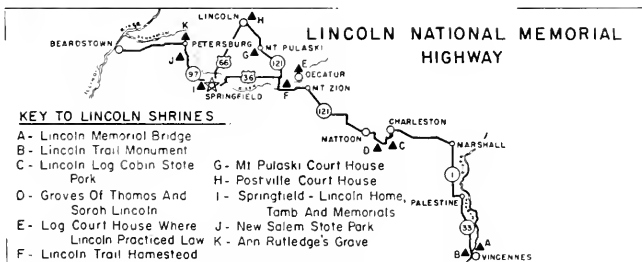 LINCOLN NATIONAL MEMORIAL
HIGHWAY
LINCOLN
H
K
BEARDSTOWN
PETERSBURG
MT PULASKI
G
J
66
121
E
DECATUR
97
36
I
SPRINGFIELD
F
MT ZION
121
CHARLESTON
MATTOON
D
C
MARSHALL
1
PALESTINE
33
A
B
VINCENNES
KEY TO LINCOLN SHRINES
A- Lincoln Memorial Bridge
B- Lincoln Trail Monument
C- Lincoln Log Cabin State
Park
D- Groves Of Thomas And
Sarah Lincoln
E- Log Court House Where
Lincoln Practiced Law
F- Lincoln Trail Hamestead
G- Mt Pulaski Court House
H- Postville Court House
I- Springfield - Lincoln Home,
Tomb And Memorials
J- New Salem State Park
K- Ann Rutledge's Grave